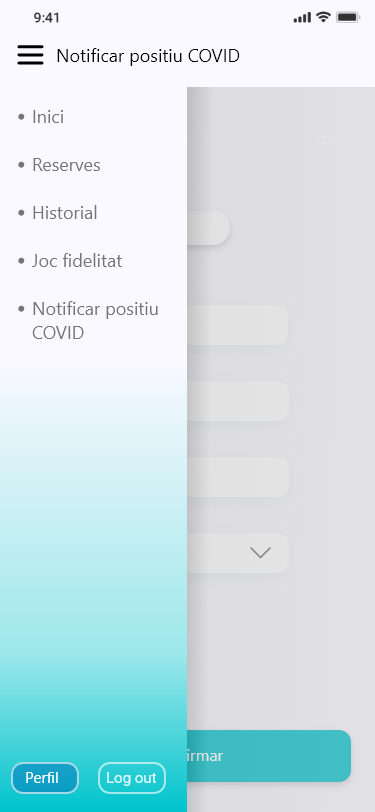 9:41
Notificar positiu COVID
• Inici
• Reserves
• Historial
• Joc fidelitat
• Notificar positiu
COVID
irmar
Perfil
Log out